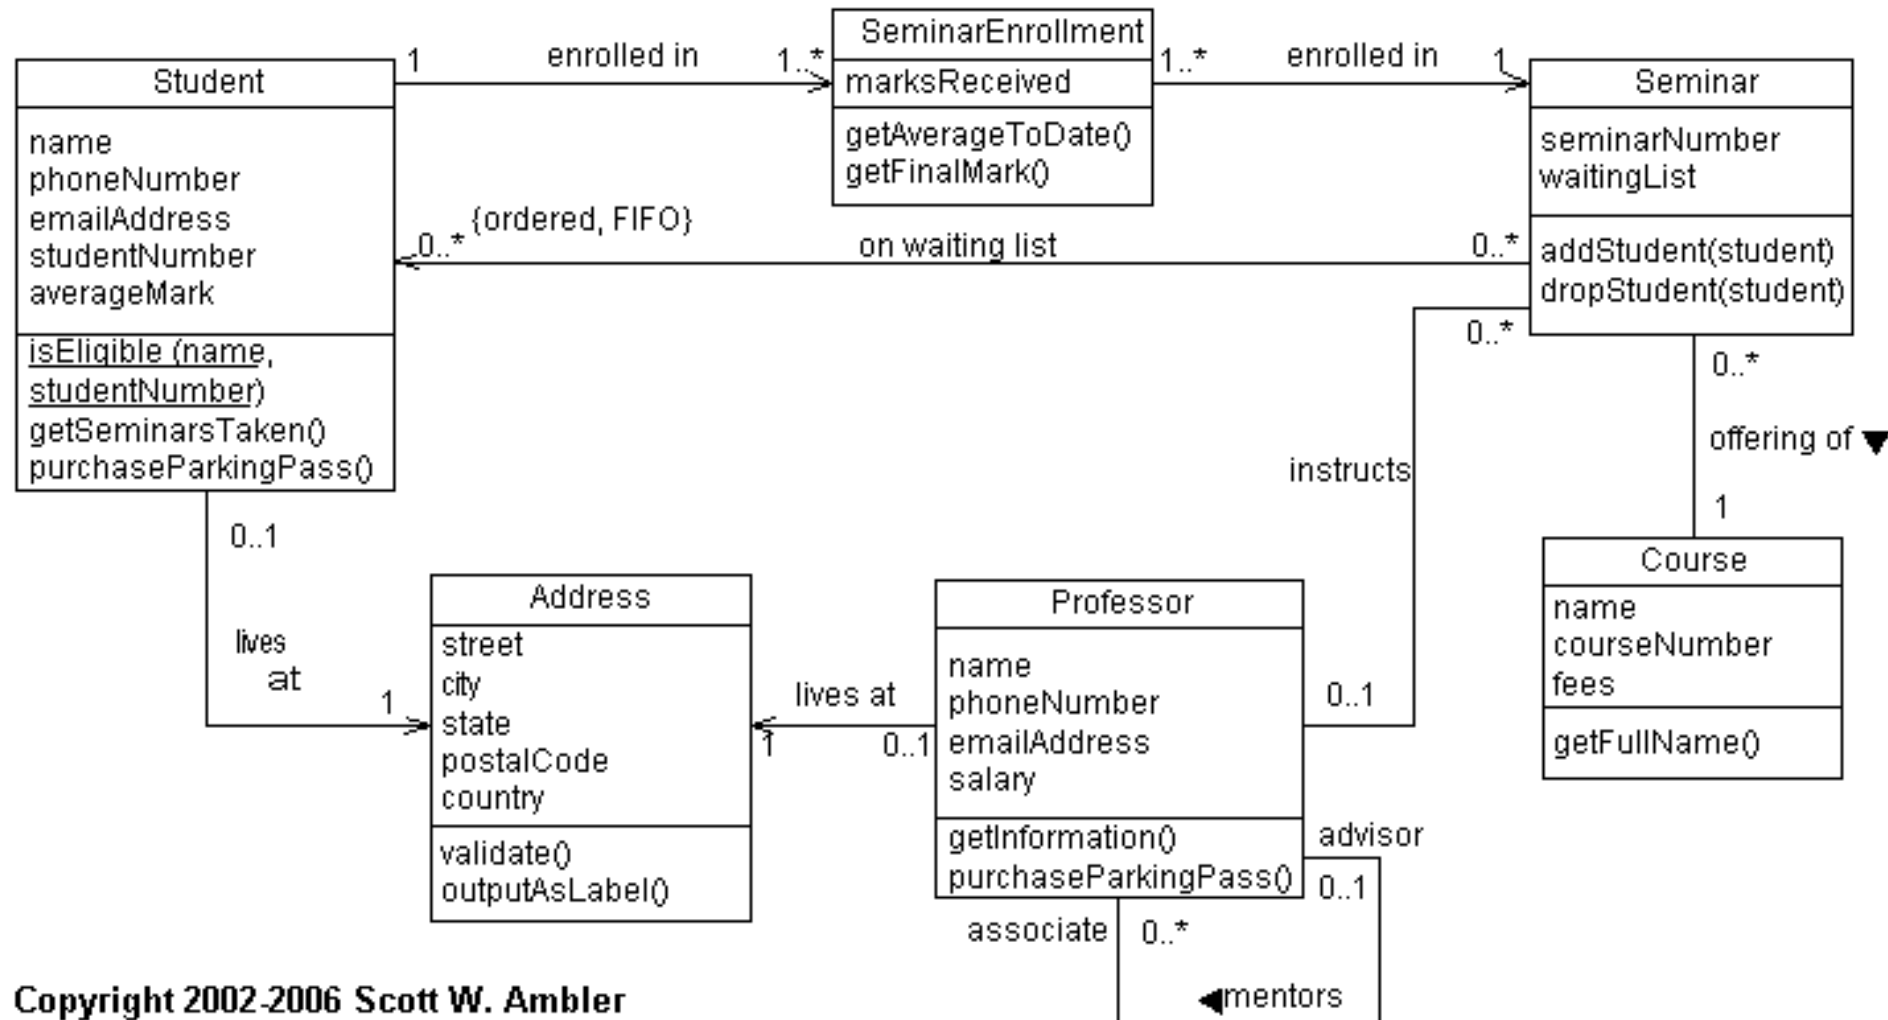 SeminarEnrollment
1 enrolled in 1..*
1..* enrolled in 1
Student
marksReceived
Seminar
name
phoneNumber
emailAddress
studentNumber
averageMark
getAverageToDate()
getFinalMark()
seminarNumber
waitingList
{ordered, FIFO}
0..* on waiting list 0..*
addStudent(student)
dropStudent(student)
isEligible (name,
studentNumber)
getSeminarsTaken()
purchaseParkingPass()
0..*
0..*
offering of
instructs
1
0..1
Course
name
courseNumber
fees
getFullName()
Address
street
city
state
postalCode
country
validate()
outputAsLabel()
Professor
name
phoneNumber
emailAddress
salary
getInformation()
purchaseParkingPass()
lives
at
1
lives at
1 0..1
0..1
advisor
0..1
associate 0..*
mentors
Copyright 2002-2006 Scott W. Ambler